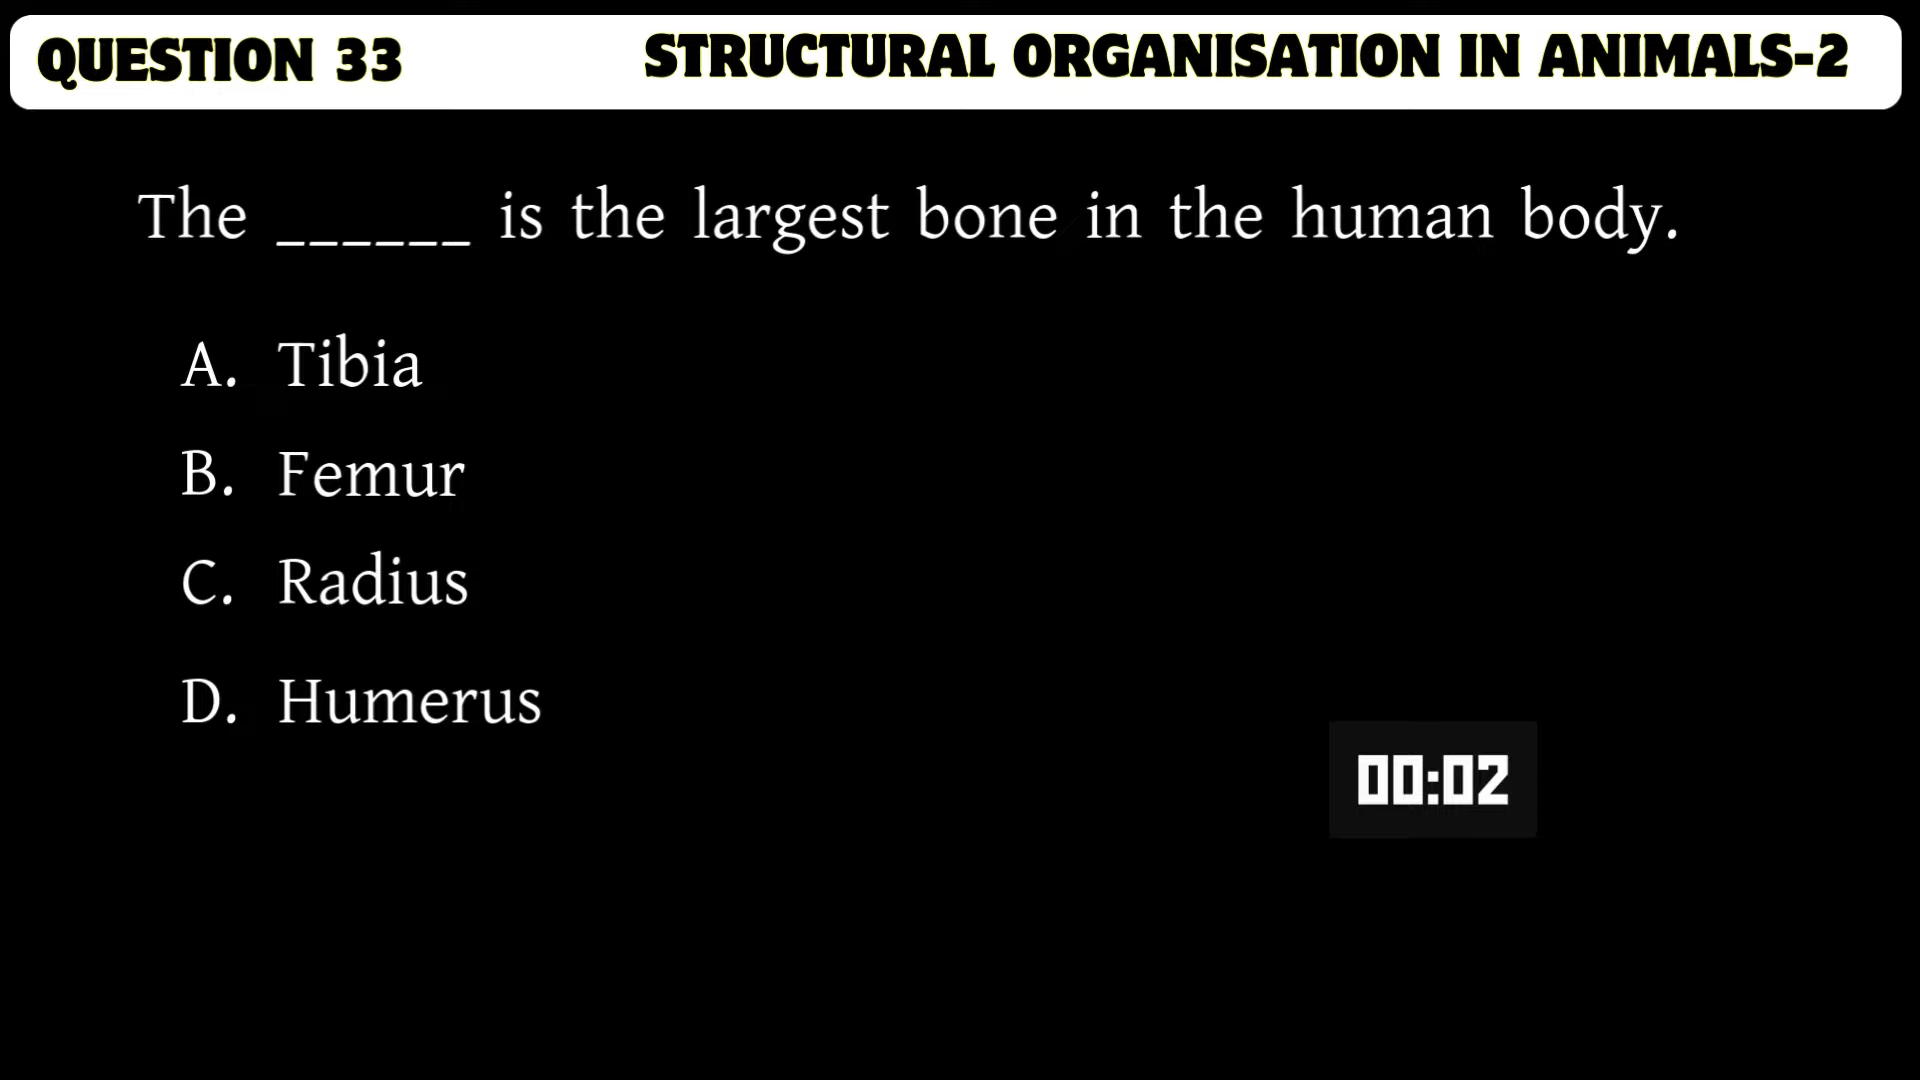 QUESTION 33 STRUCTURAL ORGANISATION IN ANIMALS-2
The ______ is the largest bone in the human body.
A. Tibia
B. Femur
C. Radius
D. Humerus
00:02